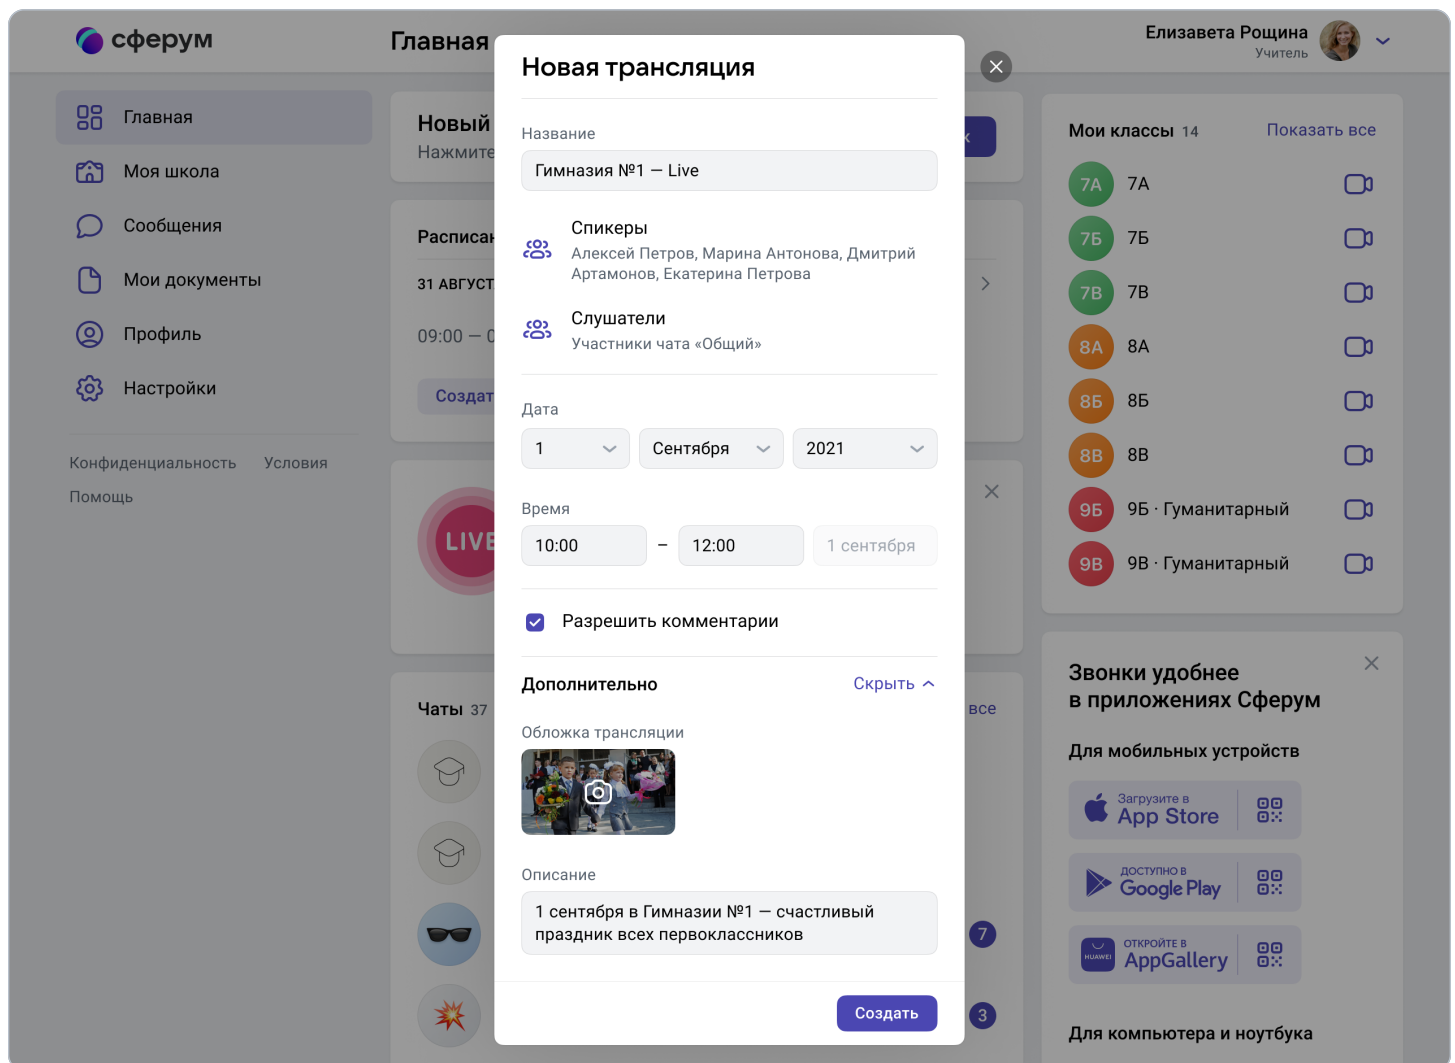 сферум
Главная
Елизавета Рощина
Учитель
Главная
Моя школа
Сообщения
Мои документы
Профиль
Настройки
Конфиденциальность Условия
Помощь
Новый
Нажмите
31 АВГУСТ
09:00 —
LIVE
Чаты 37
все
7
3
Новая трансляция
Название
Гимназия №1 — Live
Спикеры
Алексей Петров, Марина Антонова, Дмитрий
Артамонов, Екатерина Петрова
Слушатели
Участники чата «Общий»
Дата
1 Сентября 2021
Время
10:00 – 12:00 1 сентября
Разрешить комментарии
Дополнительно Скрыть
Обложка трансляции
Описание
1 сентября в Гимназии №1 — счастливый
праздник всех первоклассников
Создать
Мои классы 14 Показать все
7А 7А
7Б 7Б
7В 7В
8А 8А
8Б 8Б
8В 8В
9Б 9Б · Гуманитарный
9В 9В · Гуманитарный
Звонки удобнее
в приложениях Сферум
Для мобильных устройств
Загрузите в
App Store
ДОСТУПНО В
Google Play
HUAWEI
ОТКРОЙТЕ В
AppGallery
Для компьютера и ноутбука